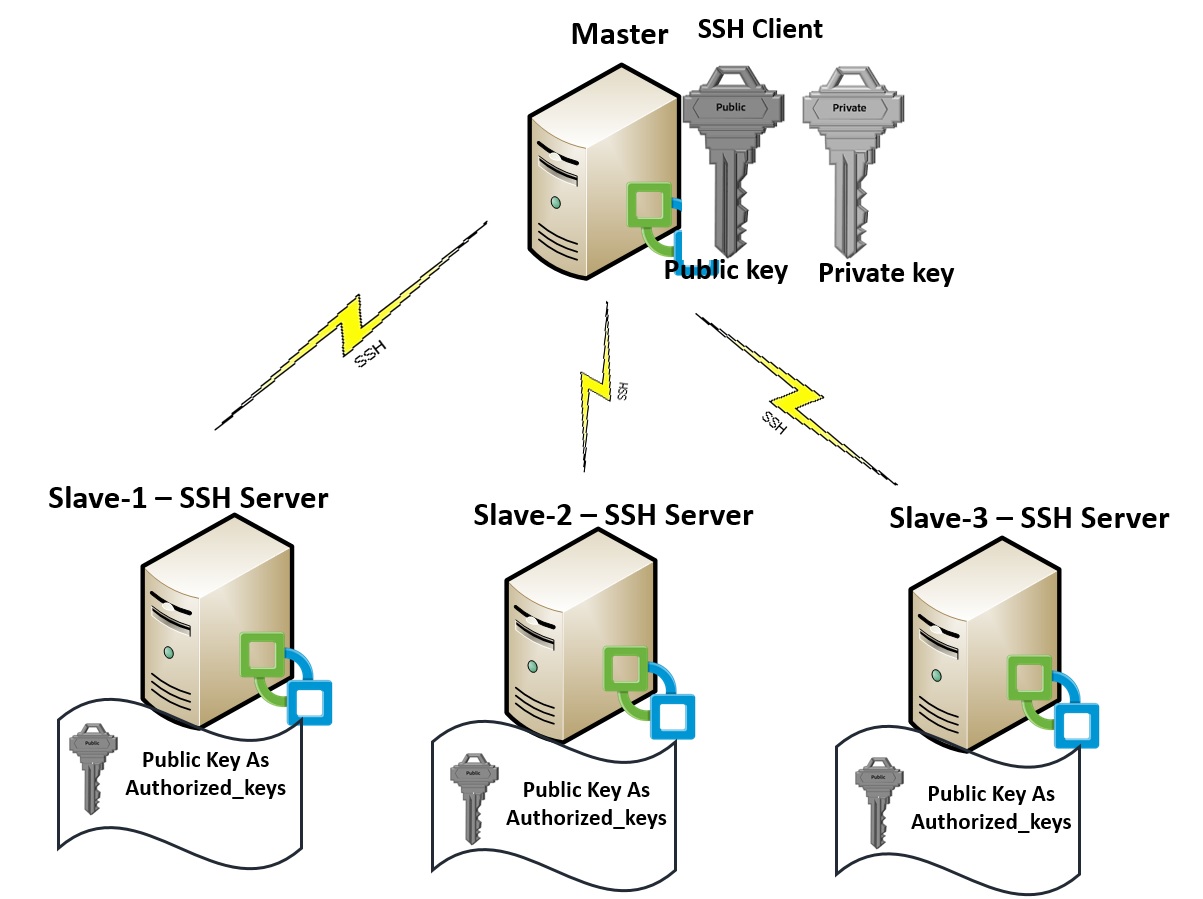 Master
SSH Client
Public
Private
Public key
Private key
SSH
SSH
SSH
Slave-1 – SSH Server
Slave-2 – SSH Server
Slave-3 – SSH Server
Public
Public Key As
Authorized_keys
Public
Public Key As
Authorized_keys
Public
Public Key As
Authorized_keys